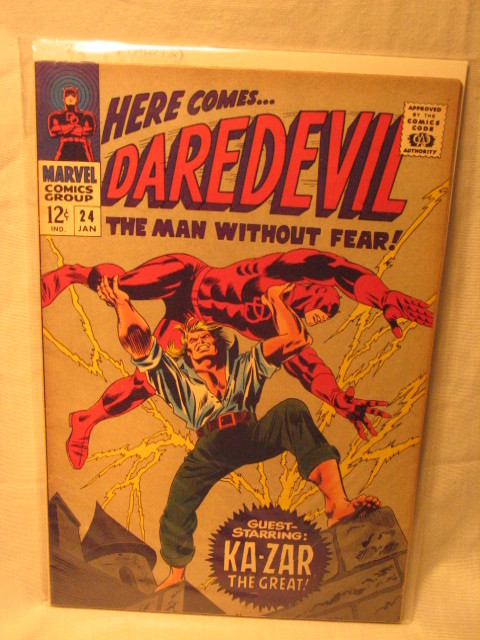 HERE COMES...
DAREDEVIL
THE MAN WITHOUT FEAR!
MARVEL
COMICS
GROUP
12¢
IND.
24
JAN
APPROVED
BY THE
COMICS
CODE
AUTHORITY
GUEST-
STARRING:
KA-ZAR
THE GREAT!